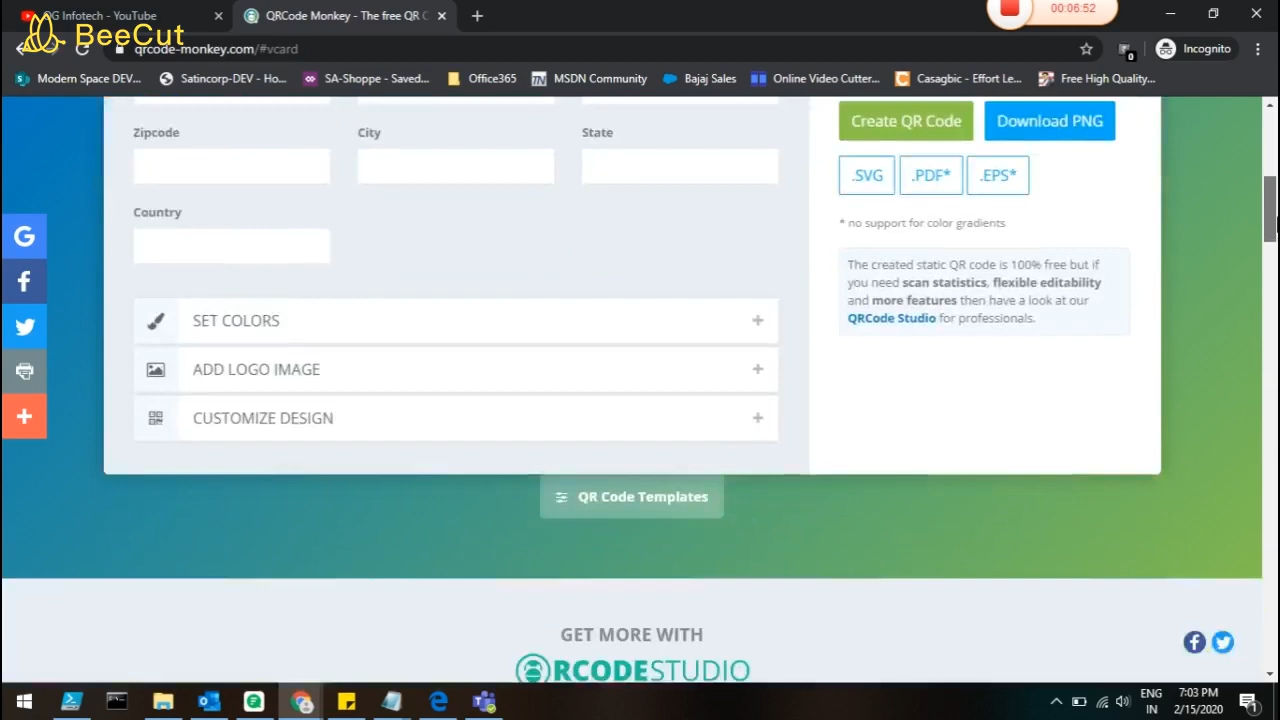 G Infotech - YouTube
QRCode Monkey - The free QR C
00:06:52
BeeCut
qrcode-monkey.com/#vcard
0
Incognito
Modern Space DEV...
Satincorp-DEV - Ho...
SA-Shoppe - Saved...
Office365
MSDN Community
Bajaj Sales
Online Video Cutter...
Casagbic - Effort Le...
Free High Quality...
Create QR Code
Download PNG
Zipcode
City
State
.SVG
.PDF*
.EPS*
Country
* no support for color gradients
The created static QR code is 100% free but if
you need scan statistics, flexible editability
and more features then have a look at our
QRCode Studio for professionals.
SET COLORS
ADD LOGO IMAGE
CUSTOMIZE DESIGN
QR Code Templates
GET MORE WITH
RCODESTUDIO
ENG
IN
7:03 PM
2/15/2020
1